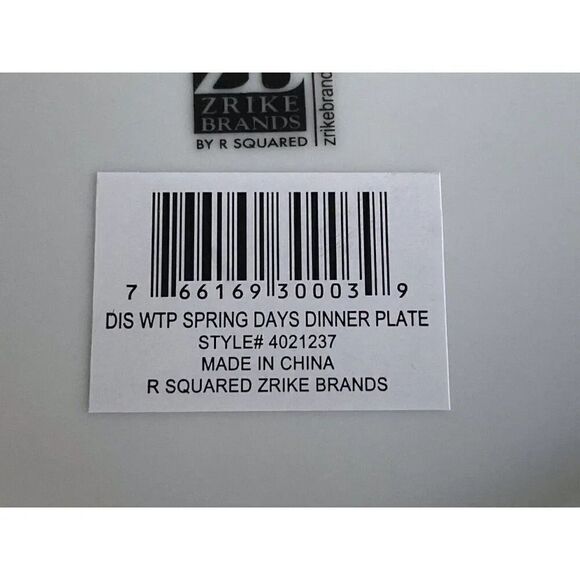 ZRIKE
BRANDS
BY R SQUARED
zrikebrand
7 66169 30003 9
DIS WTP SPRING DAYS DINNER PLATE
STYLE# 4021237
MADE IN CHINA
R SQUARED ZRIKE BRANDS